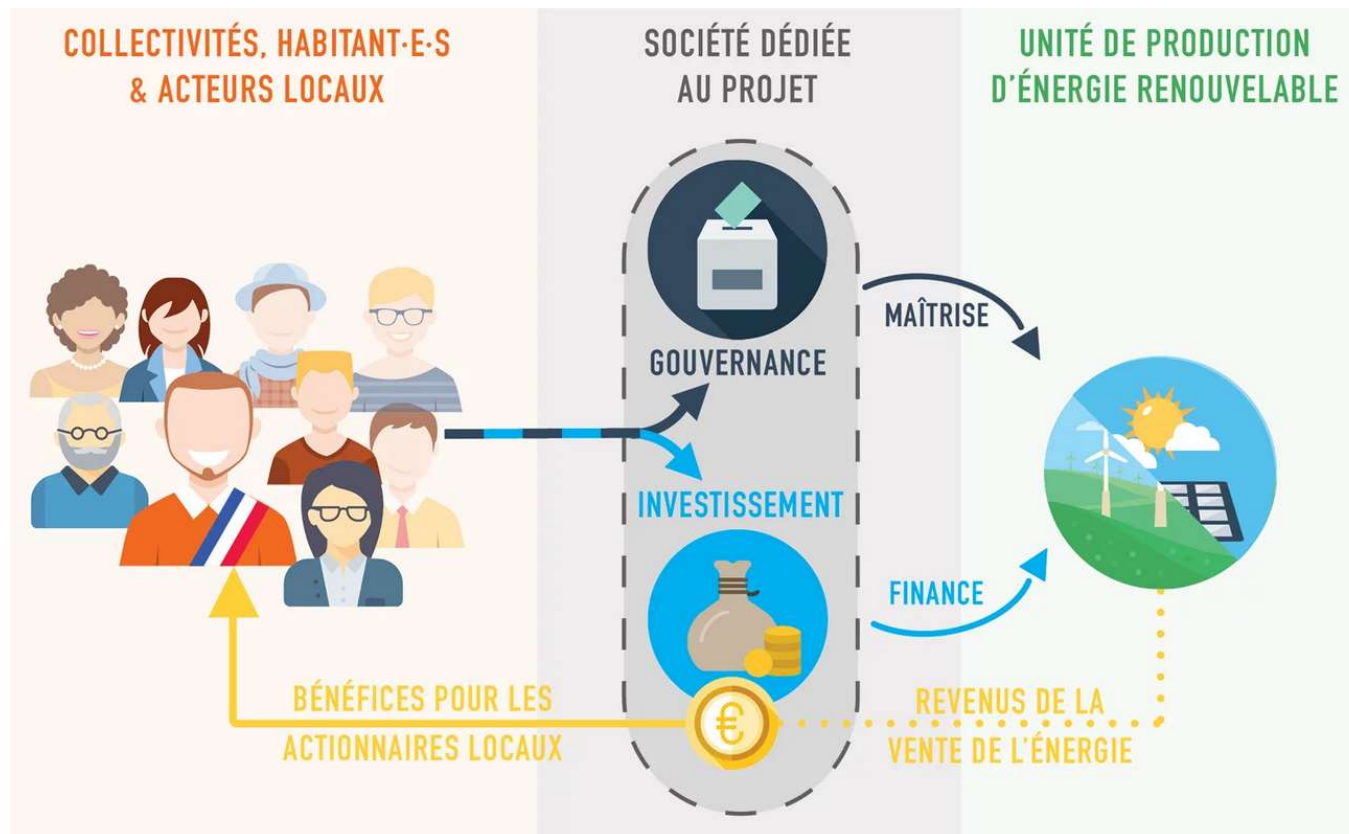 COLLECTIVITÉS, HABITANT·E·S
& ACTEURS LOCAUX
SOCIÉTÉ DÉDIÉE
AU PROJET
UNITÉ DE PRODUCTION
D'ÉNERGIE RENOUVELABLE
GOUVERNANCE
MAÎTRISE
INVESTISSEMENT
FINANCE
BÉNÉFICES POUR LES
ACTIONNAIRES LOCAUX
€
REVENUS DE LA
VENTE DE L'ÉNERGIE